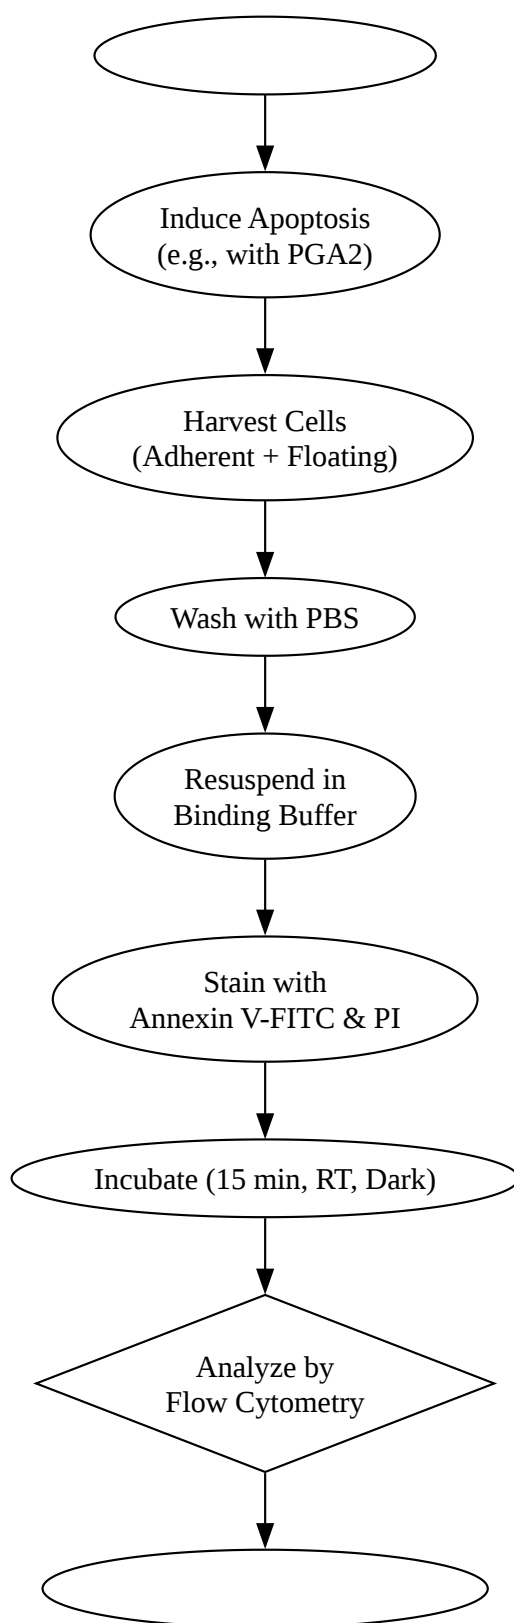 Induce Apoptosis
(e.g., with PGA2)
Harvest Cells
(Adherent + Floating)
Wash with PBS
Resuspend in
Binding Buffer
Stain with
Annexin V-FITC & PI
Incubate (15 min, RT, Dark)
Analyze by
Flow Cytometry